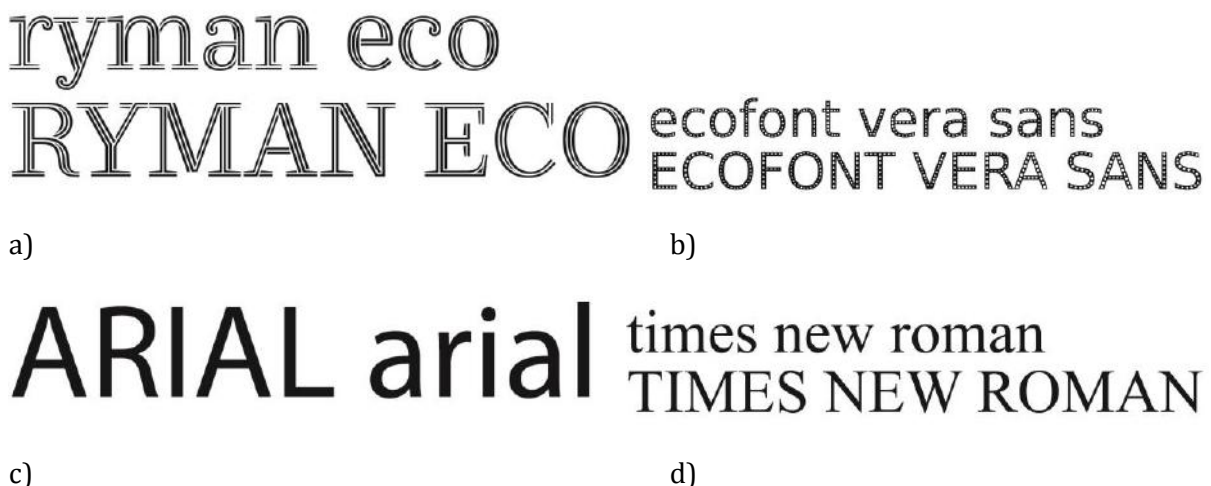 ryman eco
RYMAN ECO
ecofont vera sans
ECOFONT VERA SANS
a)
b)
ARIAL arial
times new roman
TIMES NEW ROMAN
c)
d)